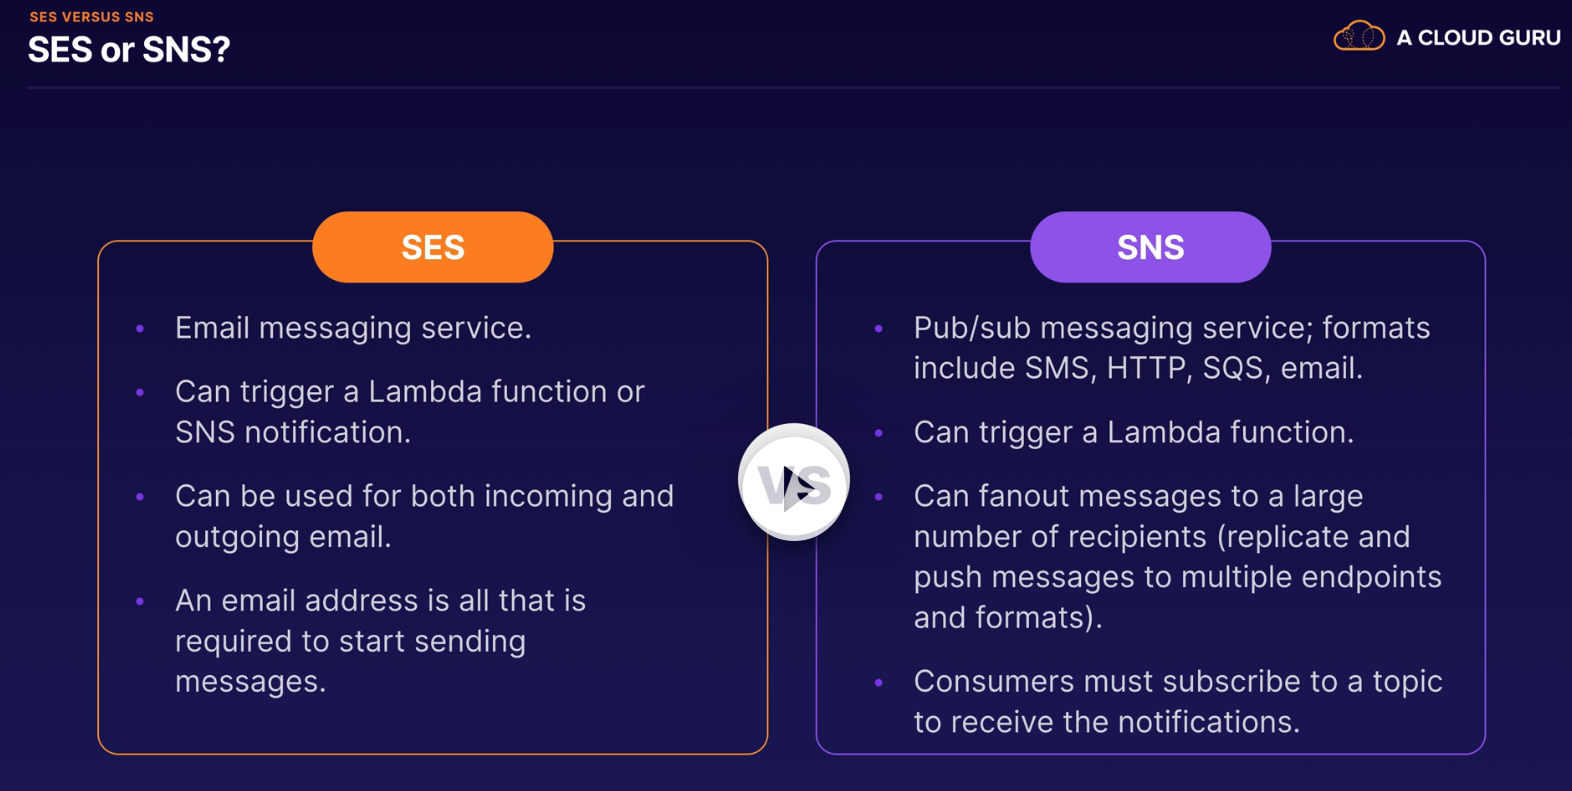 SES VERSUS SNS
SES or SNS?
A CLOUD GURU
SES
• Email messaging service.
• Can trigger a Lambda function or
SNS notification.
• Can be used for both incoming and
outgoing email.
• An email address is all that is
required to start sending
messages.
VS
SNS
• Pub/sub messaging service; formats
include SMS, HTTP, SQS, email.
• Can trigger a Lambda function.
• Can fanout messages to a large
number of recipients (replicate and
push messages to multiple endpoints
and formats).
• Consumers must subscribe to a topic
to receive the notifications.